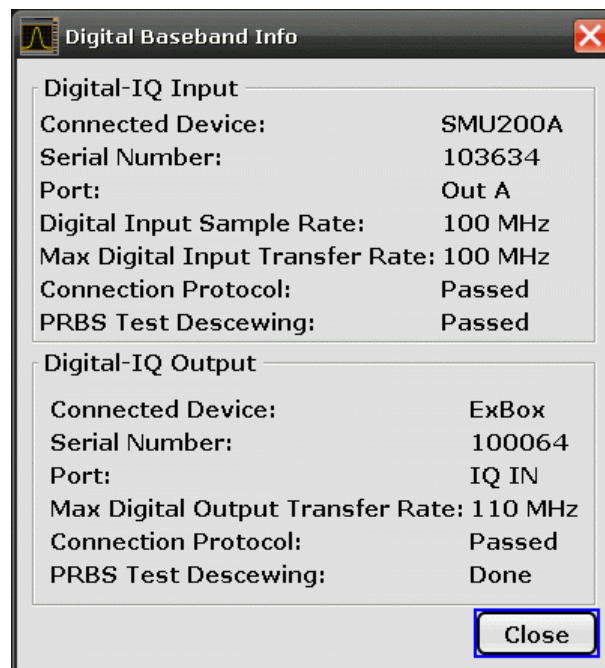 Digital Baseband Info
Digital-IQ Input
Connected Device: SMU200A
Serial Number: 103634
Port: Out A
Digital Input Sample Rate: 100 MHz
Max Digital Input Transfer Rate: 100 MHz
Connection Protocol: Passed
PRBS Test Descewing: Passed
Digital-IQ Output
Connected Device: ExBox
Serial Number: 100064
Port: IQ IN
Max Digital Output Transfer Rate: 110 MHz
Connection Protocol: Passed
PRBS Test Descewing: Done
Close